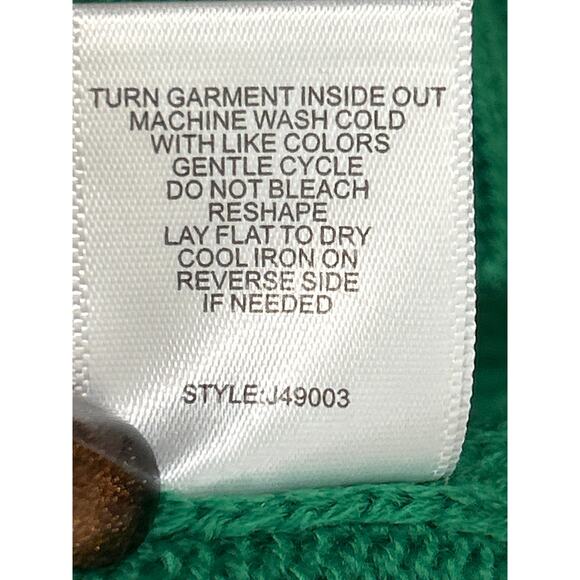 TURN GARMENT INSIDE OUT
MACHINE WASH COLD
WITH LIKE COLORS
GENTLE CYCLE
DO NOT BLEACH
RESHAPE
LAY FLAT TO DRY
COOL IRON ON
REVERSE SIDE
IF NEEDED
STYLE:J49003